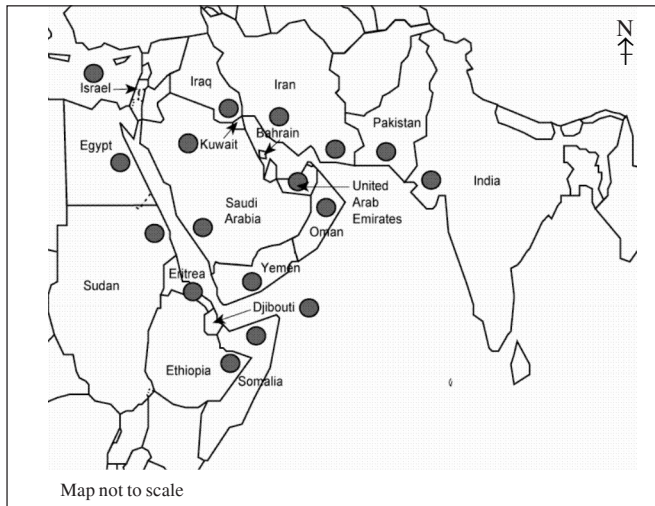 N
Iraq
Iran
Israel
Pakistan
Kuwait
Bahrain
Egypt
India
United
Arab
Emirates
Saudi
Arabia
Oman
Yemen
Eritrea
Sudan
Djibouti
Ethiopia
Somalia
Map not to scale